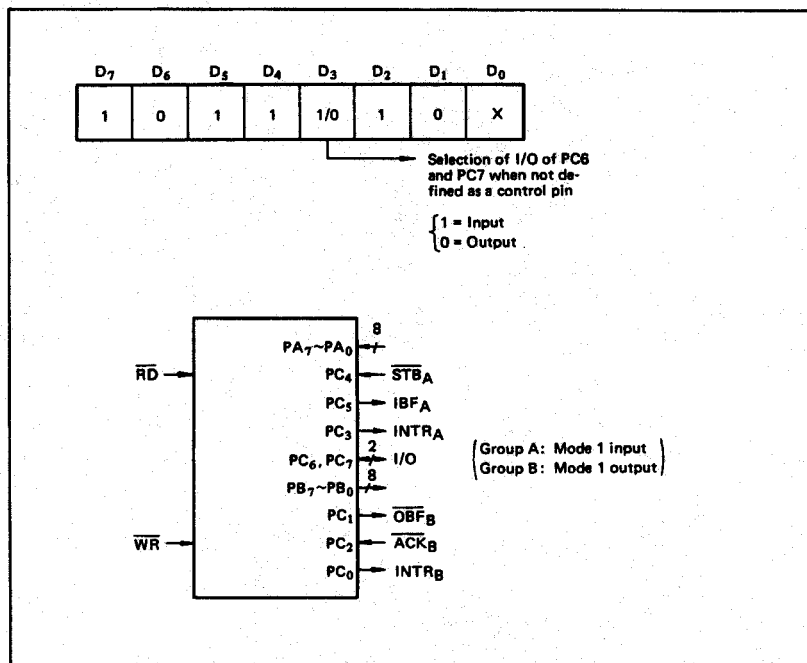 D7 D6 D5 D4 D3 D2 D1 D0
1 0 1 1 1/0 1 0 X
Selection of I/O of PC6
and PC7 when not de-
fined as a control pin
1 = Input
0 = Output
8
PA7~PA0
RD
PC4 STBA
PC5 IBFA
PC3 INTRA
2
PC6, PC7 I/O
8
PB7~PB0
(Group A: Mode 1 input
Group B: Mode 1 output)
PC1 OBFB
WR
PC2 ACKB
PC0 INTRB